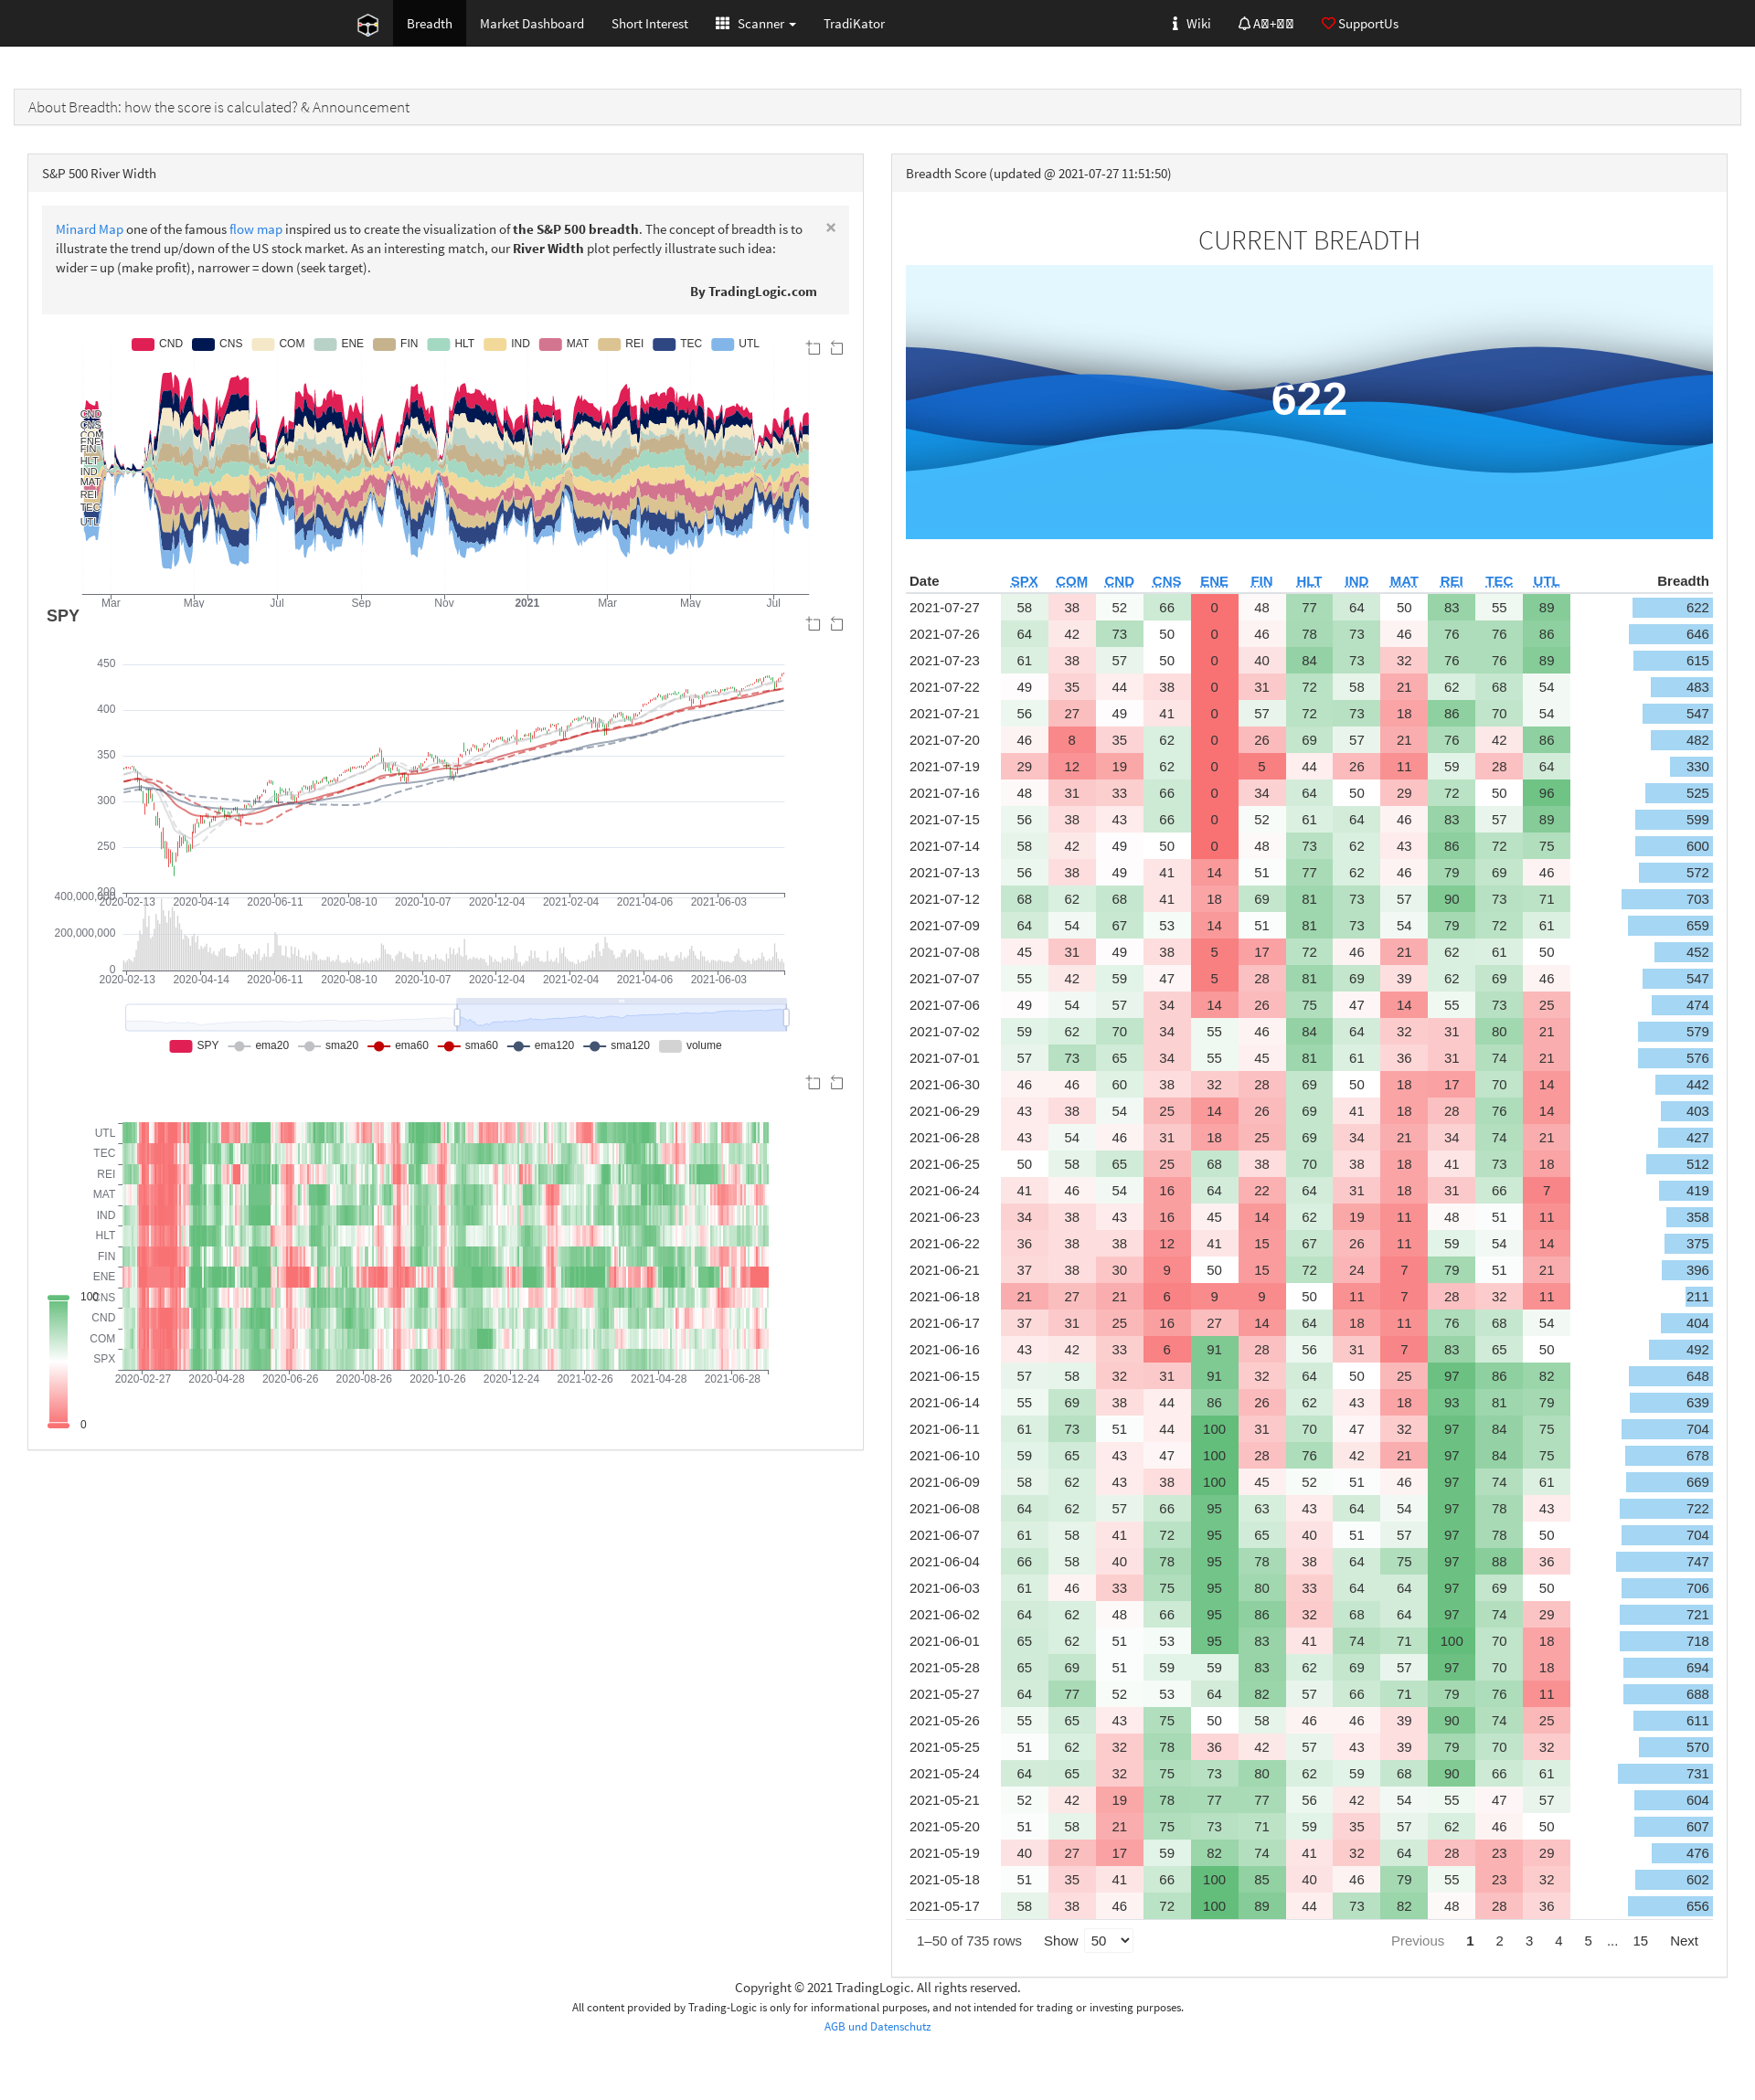 Breadth Market Dashboard Short Interest Scanner TradiKator Wiki SupportUs
About Breadth: how the score is calculated? & Announcement
S&P 500 River Width
Minard Map one of the famous flow map inspired us to create the visualization of the S&P 500 breadth. The concept of breadth is to
illustrate the trend up/down of the US stock market. As an interesting match, our River Width plot perfectly illustrate such idea:
wider = up (make profit), narrower = down (seek target).
×
By TradingLogic.com
CND CNS COM ENE FIN HLT IND MAT REI TEC UTL
CND
CNS
COM
ENE
FIN
HLT
IND
MAT
REI
TEC
UTL
Mar May Jul Sep Nov 2021 Mar May Jul
SPY
450
400
350
300
250
200
2020-02-13 2020-04-14 2020-06-11 2020-08-10 2020-10-07 2020-12-04 2021-02-04 2021-04-06 2021-06-03
400,000,000
200,000,000
0
2020-02-13 2020-04-14 2020-06-11 2020-08-10 2020-10-07 2020-12-04 2021-02-04 2021-04-06 2021-06-03
SPY ema20 sma20 ema60 sma60 ema120 sma120 volume
UTL
TEC
REI
MAT
IND
HLT
FIN
ENE
CNS
CND
COM
SPX
2020-02-27 2020-04-28 2020-06-26 2020-08-26 2020-10-26 2020-12-24 2021-02-26 2021-04-28 2021-06-28
100
0
Breadth Score (updated @ 2021-07-27 11:51:50)
CURRENT BREADTH
622
Date SPX COM CND CNS ENE FIN HLT IND MAT REI TEC UTL Breadth
2021-07-27 58 38 52 66 0 48 77 64 50 83 55 89 622
2021-07-26 64 42 73 50 0 46 78 73 46 76 76 86 646
2021-07-23 61 38 57 50 0 40 84 73 32 76 76 89 615
2021-07-22 49 35 44 38 0 31 72 58 21 62 68 54 483
2021-07-21 56 27 49 41 0 57 72 73 18 86 70 54 547
2021-07-20 46 8 35 62 0 26 69 57 21 76 42 86 482
2021-07-19 29 12 19 62 0 5 44 26 11 59 28 64 330
2021-07-16 48 31 33 66 0 34 64 50 29 72 50 96 525
2021-07-15 56 38 43 66 0 52 61 64 46 83 57 89 599
2021-07-14 58 42 49 50 0 48 73 62 43 86 72 75 600
2021-07-13 56 38 49 41 14 51 77 62 46 79 69 46 572
2021-07-12 68 62 68 41 18 69 81 73 57 90 73 71 703
2021-07-09 64 54 67 53 14 51 81 73 54 79 72 61 659
2021-07-08 45 31 49 38 5 17 72 46 21 62 61 50 452
2021-07-07 55 42 59 47 5 28 81 69 39 62 69 46 547
2021-07-06 49 54 57 34 14 26 75 47 14 55 73 25 474
2021-07-02 59 62 70 34 55 46 84 64 32 31 80 21 579
2021-07-01 57 73 65 34 55 45 81 61 36 31 74 21 576
2021-06-30 46 46 60 38 32 28 69 50 18 17 70 14 442
2021-06-29 43 38 54 25 14 26 69 41 18 28 76 14 403
2021-06-28 43 54 46 31 18 25 69 34 21 34 74 21 427
2021-06-25 50 58 65 25 68 38 70 38 18 41 73 18 512
2021-06-24 41 46 54 16 64 22 64 31 18 31 66 7 419
2021-06-23 34 38 43 16 45 14 62 19 11 48 51 11 358
2021-06-22 36 38 38 12 41 15 67 26 11 59 54 14 375
2021-06-21 37 38 30 9 50 15 72 24 7 79 51 21 396
2021-06-18 21 27 21 6 9 9 50 11 7 28 32 11 211
2021-06-17 37 31 25 16 27 14 64 18 11 76 68 54 404
2021-06-16 43 42 33 6 91 28 56 31 7 83 65 50 492
2021-06-15 57 58 32 31 91 32 64 50 25 97 86 82 648
2021-06-14 55 69 38 44 86 26 62 43 18 93 81 79 639
2021-06-11 61 73 51 44 100 31 70 47 32 97 84 75 704
2021-06-10 59 65 43 47 100 28 76 42 21 97 84 75 678
2021-06-09 58 62 43 38 100 45 52 51 46 97 74 61 669
2021-06-08 64 62 57 66 95 63 43 64 54 97 78 43 722
2021-06-07 61 58 41 72 95 65 40 51 57 97 78 50 704
2021-06-04 66 58 40 78 95 78 38 64 75 97 88 36 747
2021-06-03 61 46 33 75 95 80 33 64 64 97 69 50 706
2021-06-02 64 62 48 66 95 86 32 68 64 97 74 29 721
2021-06-01 65 62 51 53 95 83 41 74 71 100 70 18 718
2021-05-28 65 69 51 59 59 83 62 69 57 97 70 18 694
2021-05-27 64 77 52 53 64 82 57 66 71 79 76 11 688
2021-05-26 55 65 43 75 50 58 46 46 39 90 74 25 611
2021-05-25 51 62 32 78 36 42 57 43 39 79 70 32 570
2021-05-24 64 65 32 75 73 80 62 59 68 90 66 61 731
2021-05-21 52 42 19 78 77 77 56 42 54 55 47 57 604
2021-05-20 51 58 21 75 73 71 59 35 57 62 46 50 607
2021-05-19 40 27 17 59 82 74 41 32 64 28 23 29 476
2021-05-18 51 35 41 66 100 85 40 46 79 55 23 32 602
2021-05-17 58 38 46 72 100 89 44 73 82 48 28 36 656
1–50 of 735 rows Show 50 Previous 1 2 3 4 5 ... 15 Next
Copyright © 2021 TradingLogic. All rights reserved.
All content provided by Trading-Logic is only for informational purposes, and not intended for trading or investing purposes.
AGB und Datenschutz